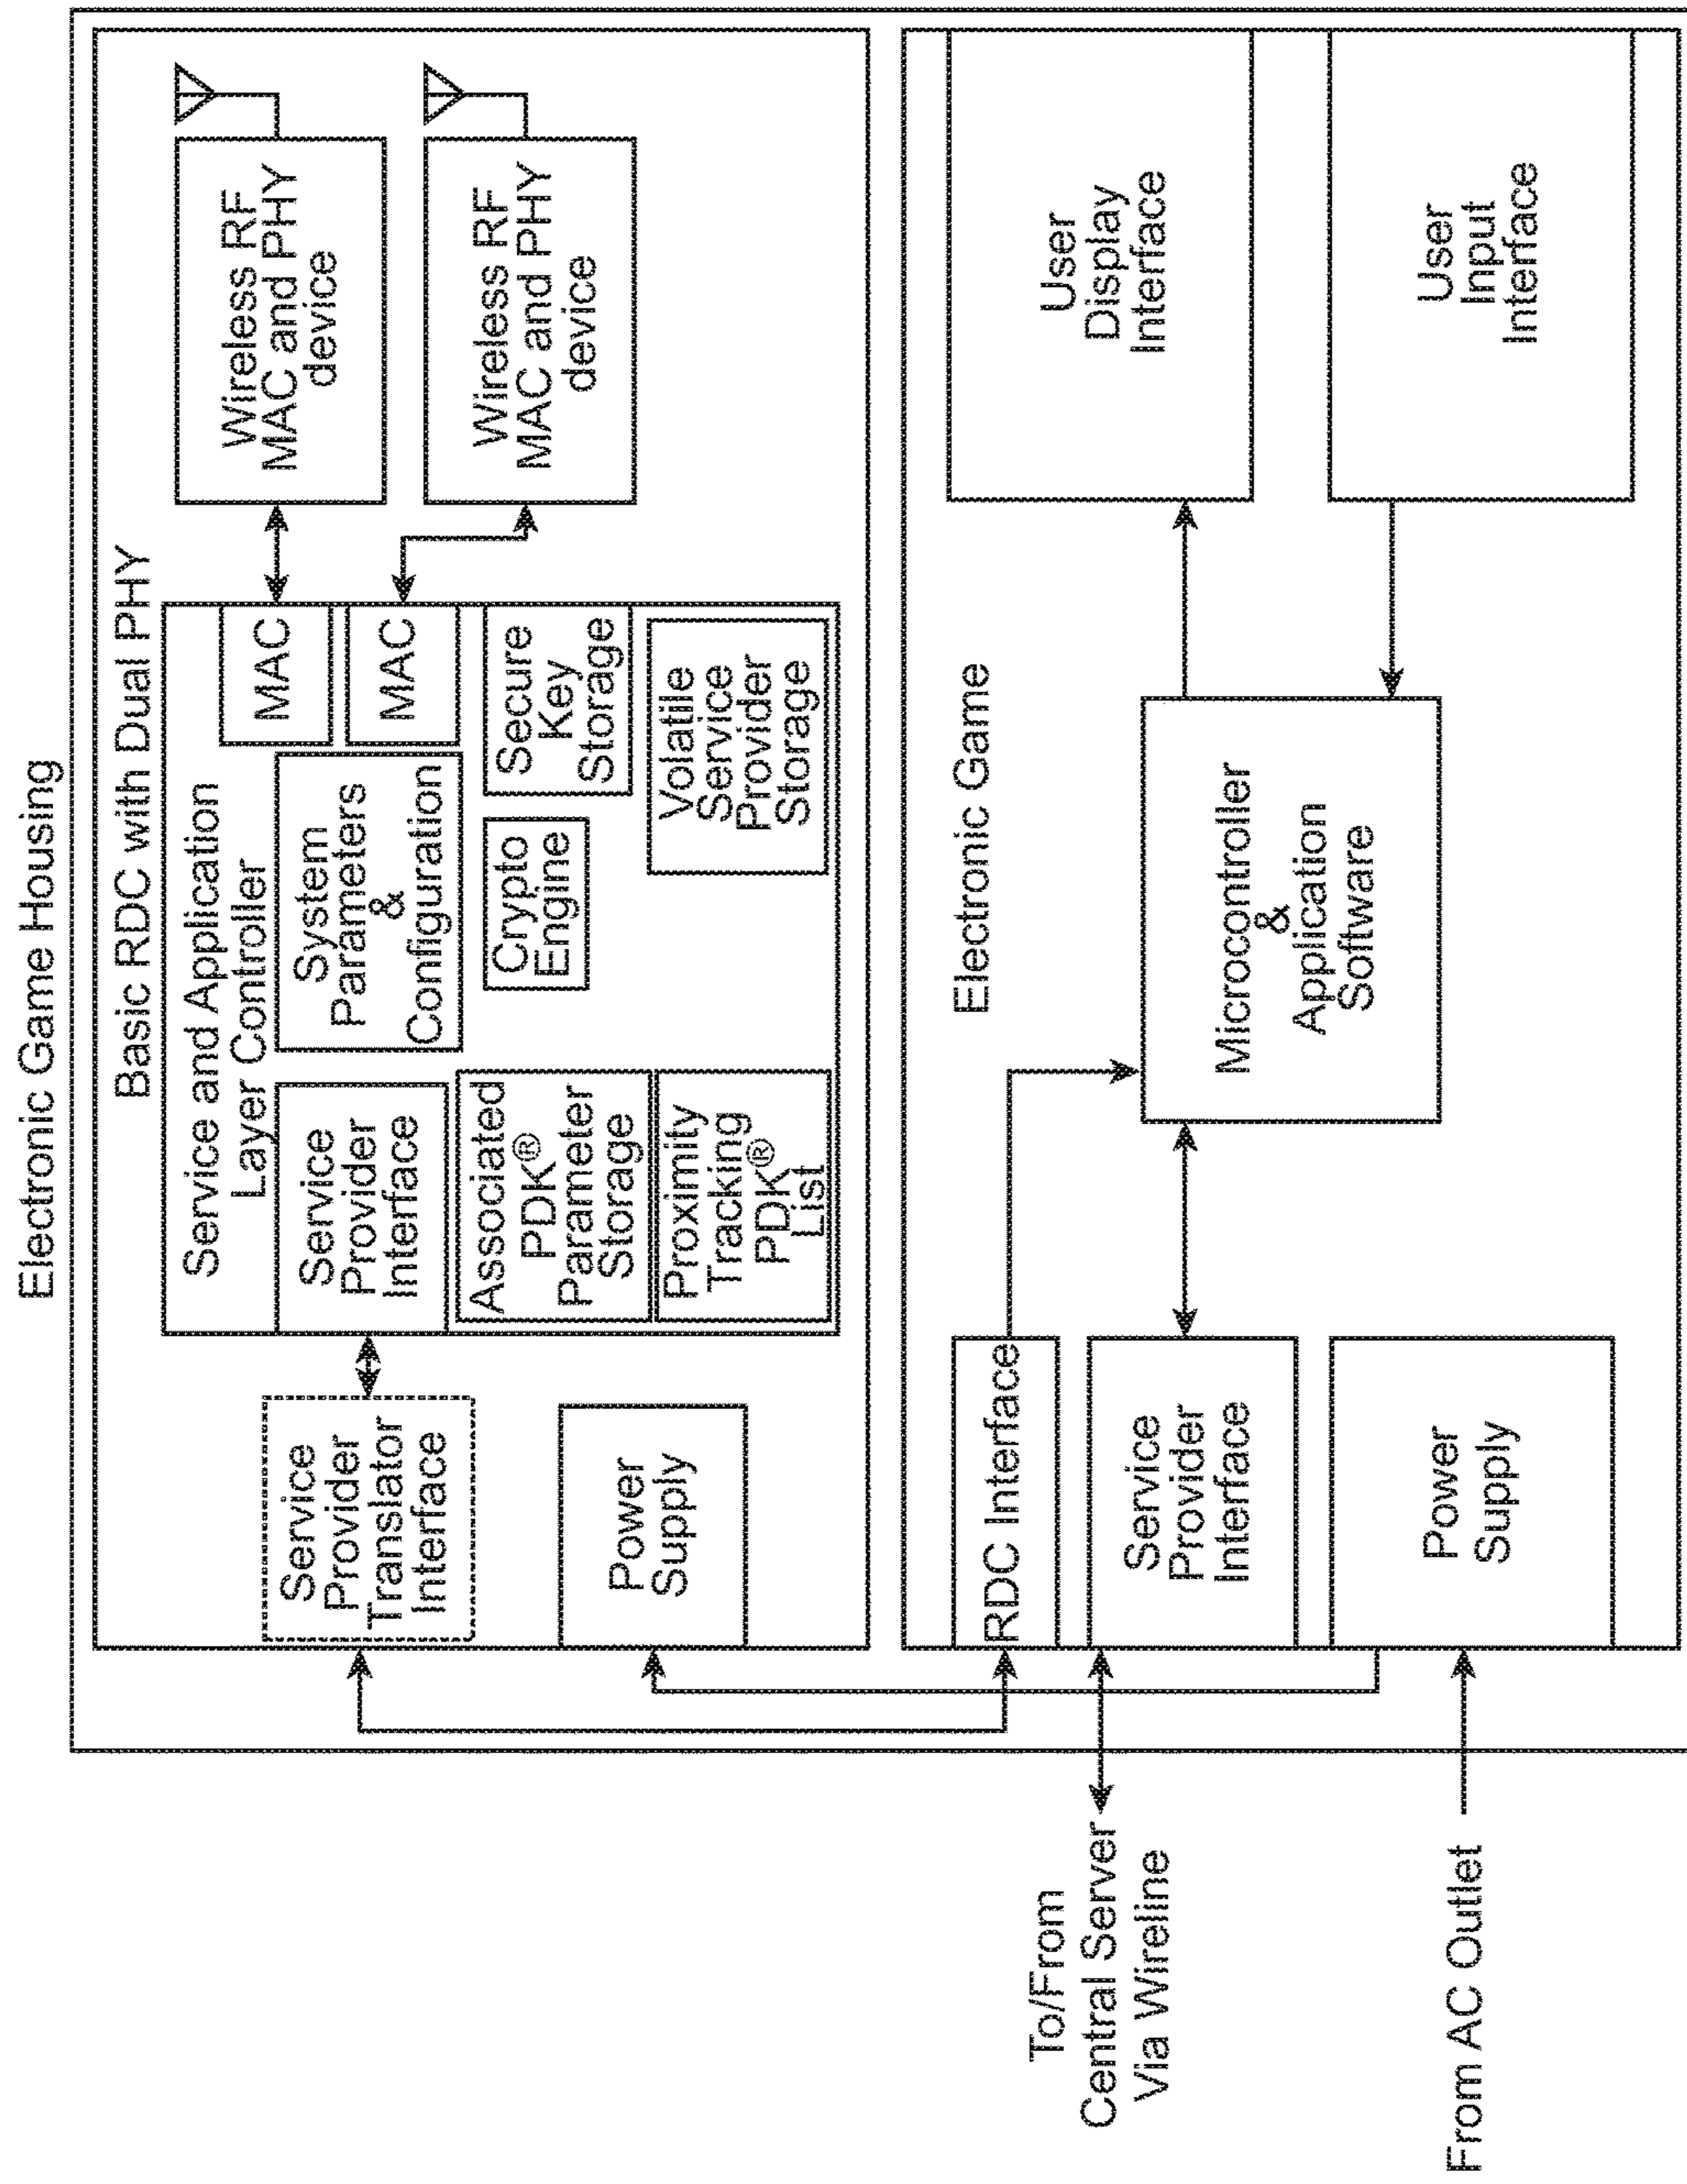 Electronic Game Housing
Basic RDC with Dual PHY
Service and Application
Layer Controller
Service
Provider
Translator
Interface
Power
Supply
Service
Provider
Interface
System
Parameters
&
Configuration
MAC
MAC
Associated
PDK®
Parameter
Storage
Crypto
Engine
Secure
Key
Storage
Proximity
Tracking
PDK®
List
Volatile
Service
Provider
Storage
Wireless RF
MAC and PHY
device
Wireless RF
MAC and PHY
device
Electronic Game
RDC Interface
Service
Provider
Interface
Power
Supply
Microcontroller
&
Application
Software
User
Display
Interface
User
Input
Interface
To/From
Central Server
Via Wireline
From AC Outlet